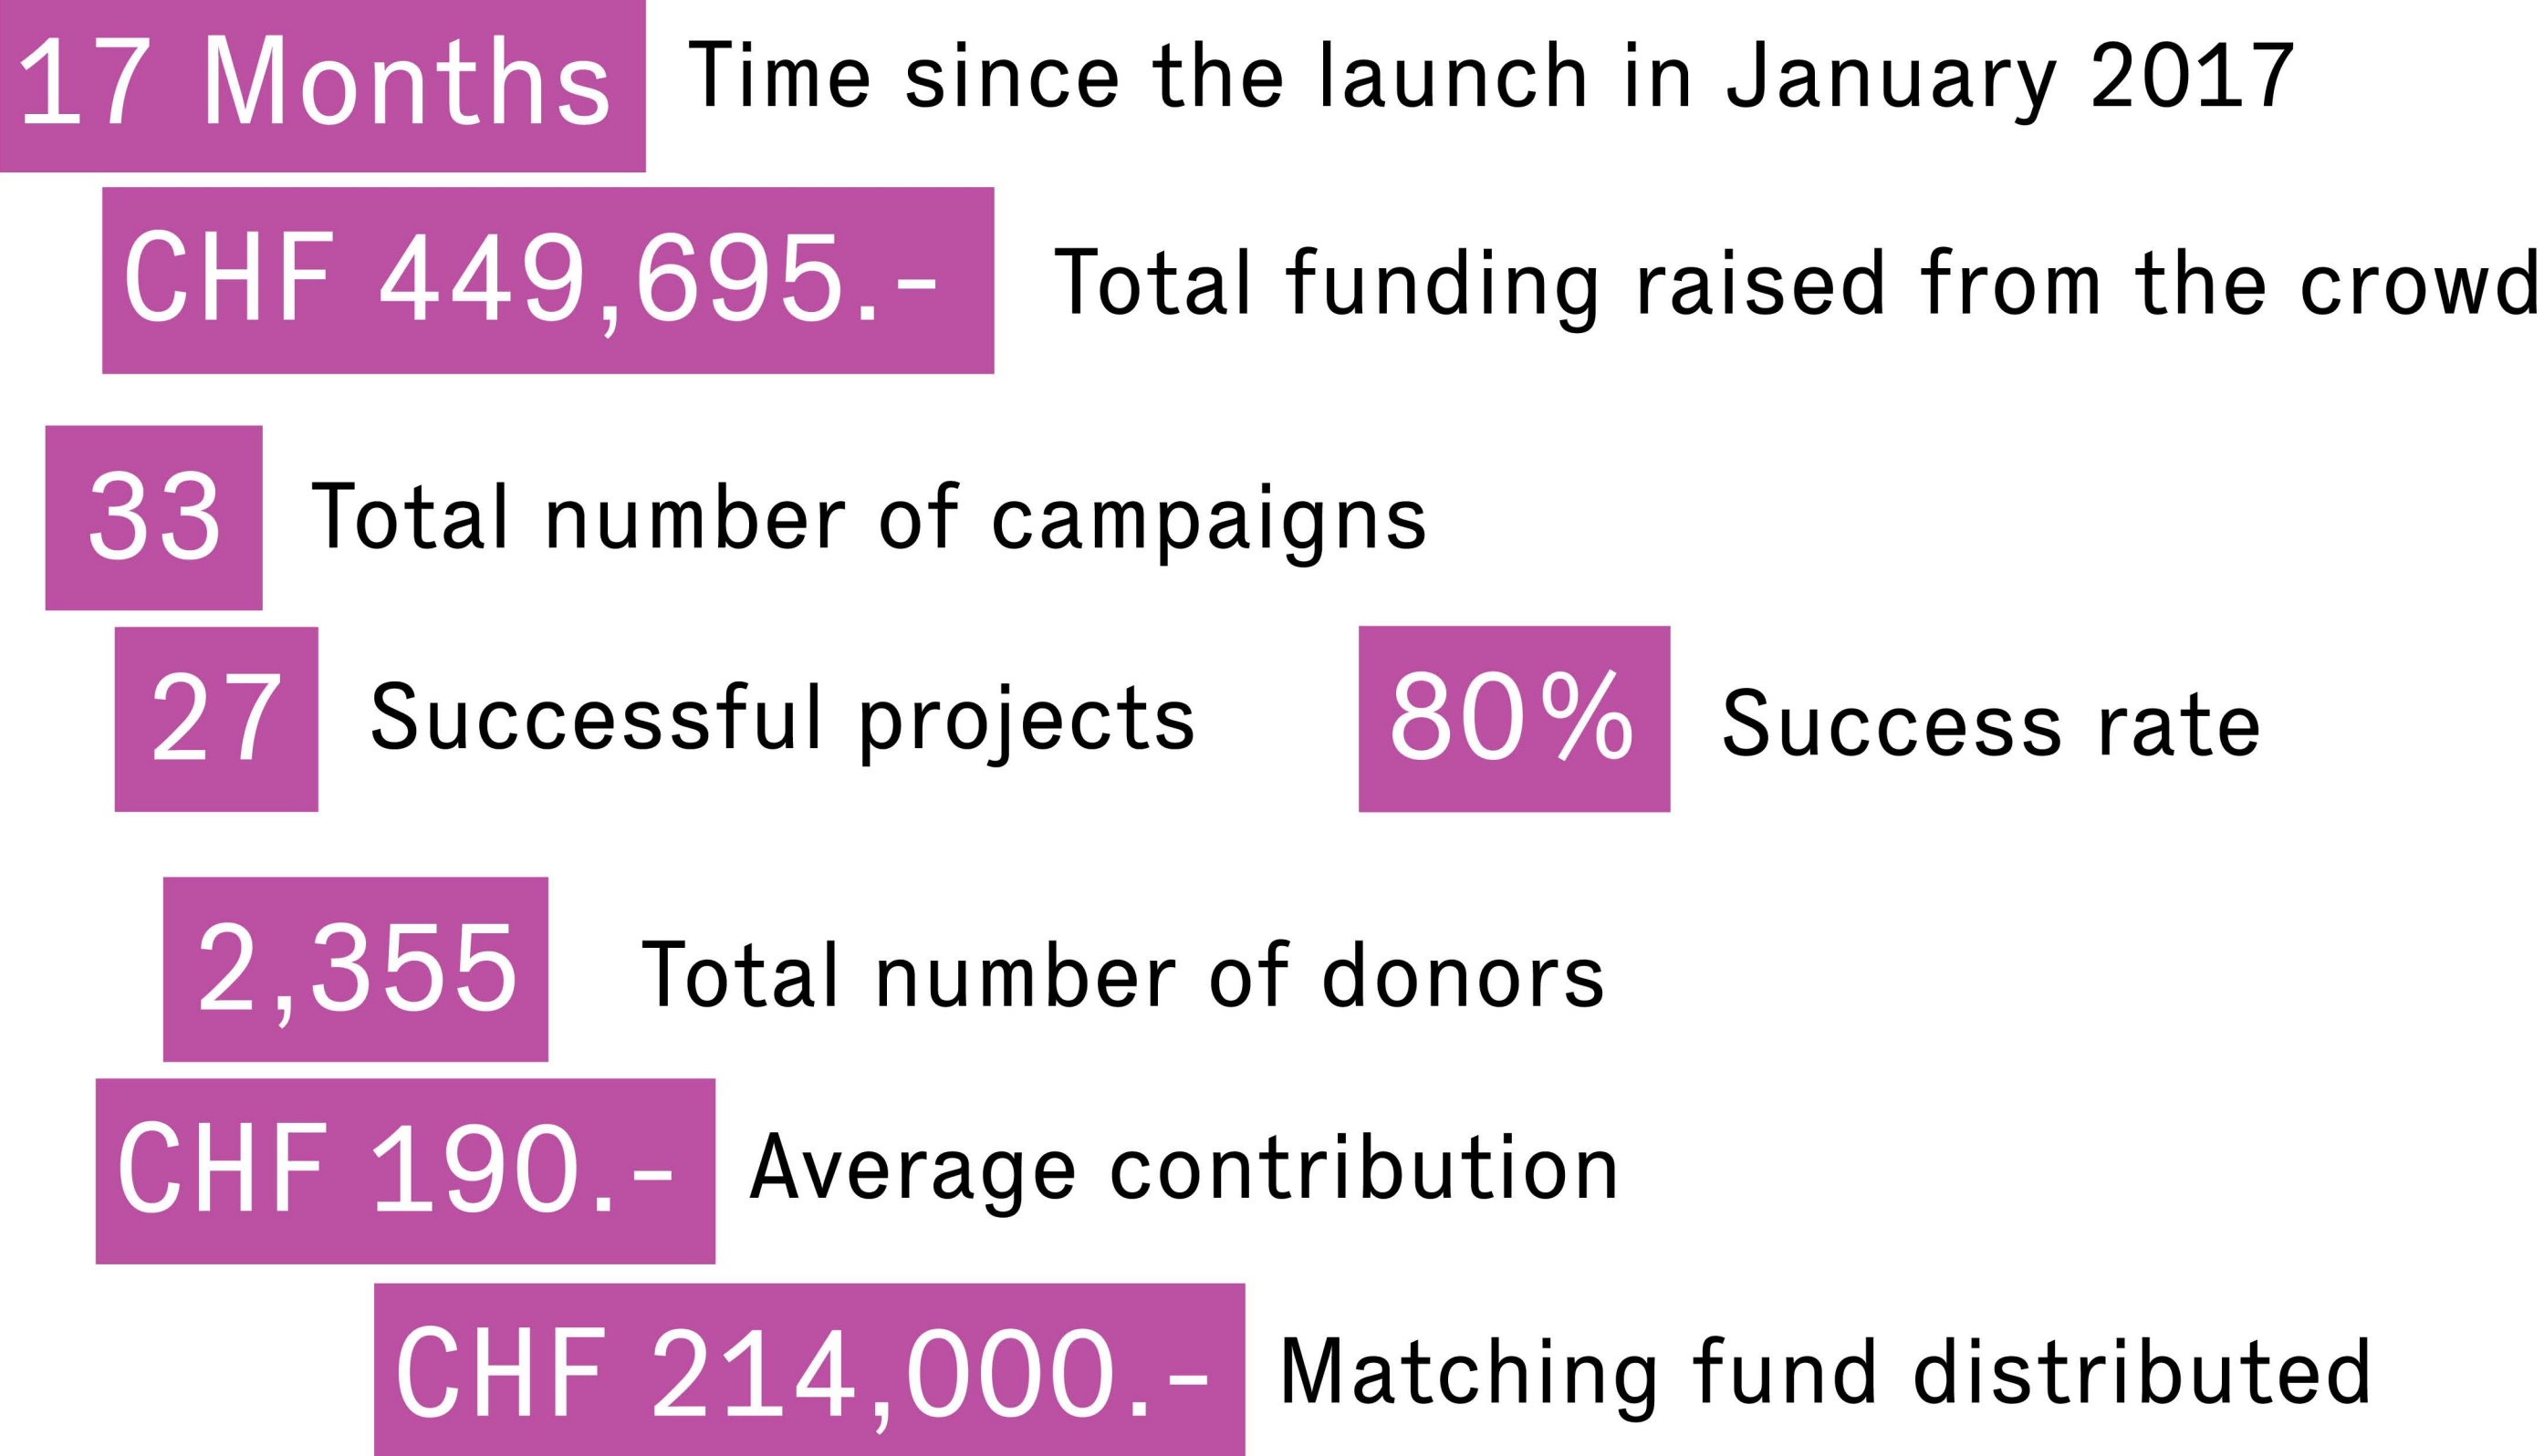 17 Months Time since the launch in January 2017
CHF 449,695.- Total funding raised from the crowd
33 Total number of campaigns
27 Successful projects 80% Success rate
2,355 Total number of donors
CHF 190.- Average contribution
CHF 214,000.- Matching fund distributed